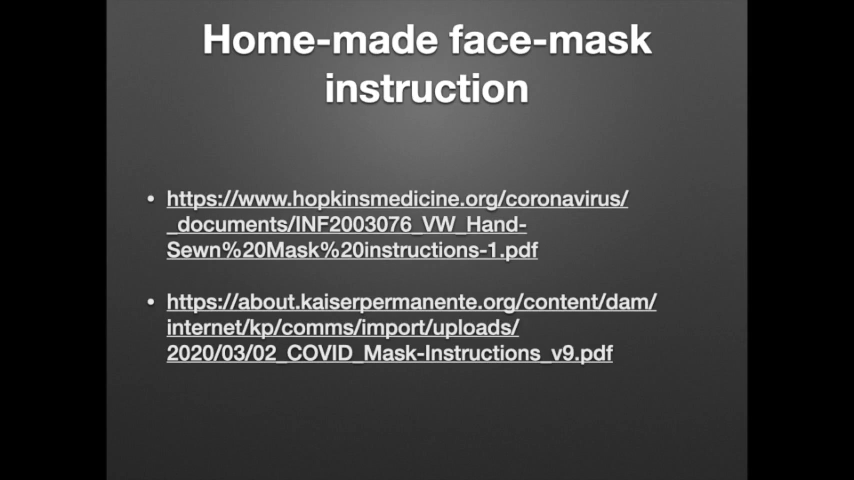 Home-made face-mask
instruction
• https://www.hopkinsmedicine.org/coronavirus/
_documents/INF2003076_VW_Hand-
Sewn%20Mask%20instructions-1.pdf
• https://about.kaiserpermanente.org/content/dam/
internet/kp/comms/import/uploads/
2020/03/02_COVID_Mask-Instructions_v9.pdf